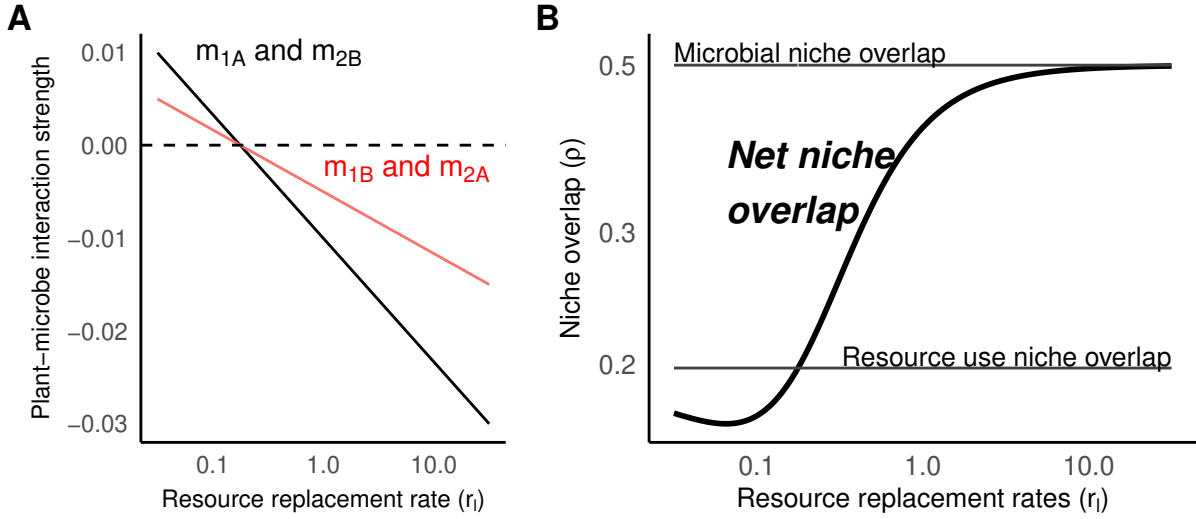 A
m1A and m2B
m1B and m2A
0.01
0.00
−0.01
−0.02
−0.03
Plant−microbe interaction strength
0.1 1.0 10.0
Resource replacement rate (rl)
B
Microbial niche overlap
Net niche
overlap
Resource use niche overlap
0.5
0.3
0.2
Niche overlap (ρ)
0.1 1.0 10.0
Resource replacement rates (rl)